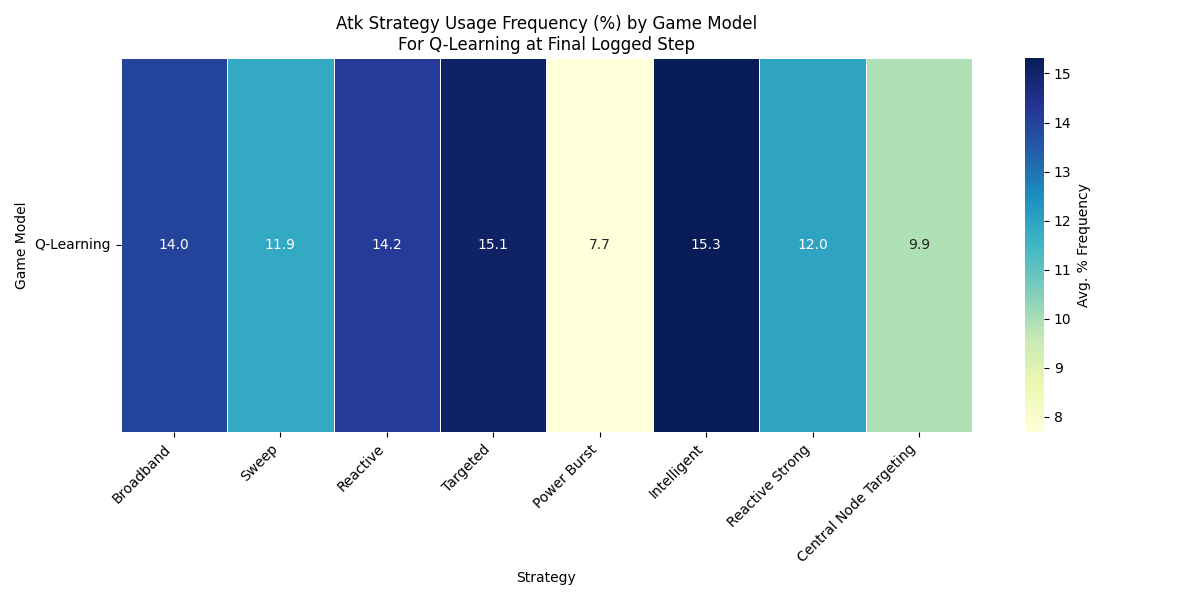 Atk Strategy Usage Frequency (%) by Game Model
For Q-Learning at Final Logged Step
Game Model
Q-Learning
14.0
11.9
14.2
15.1
7.7
15.3
12.0
9.9
Broadband
Sweep
Reactive
Targeted
Power Burst
Intelligent
Reactive Strong
Central Node Targeting
Strategy
15
14
13
12
11
10
9
8
Avg. % Frequency